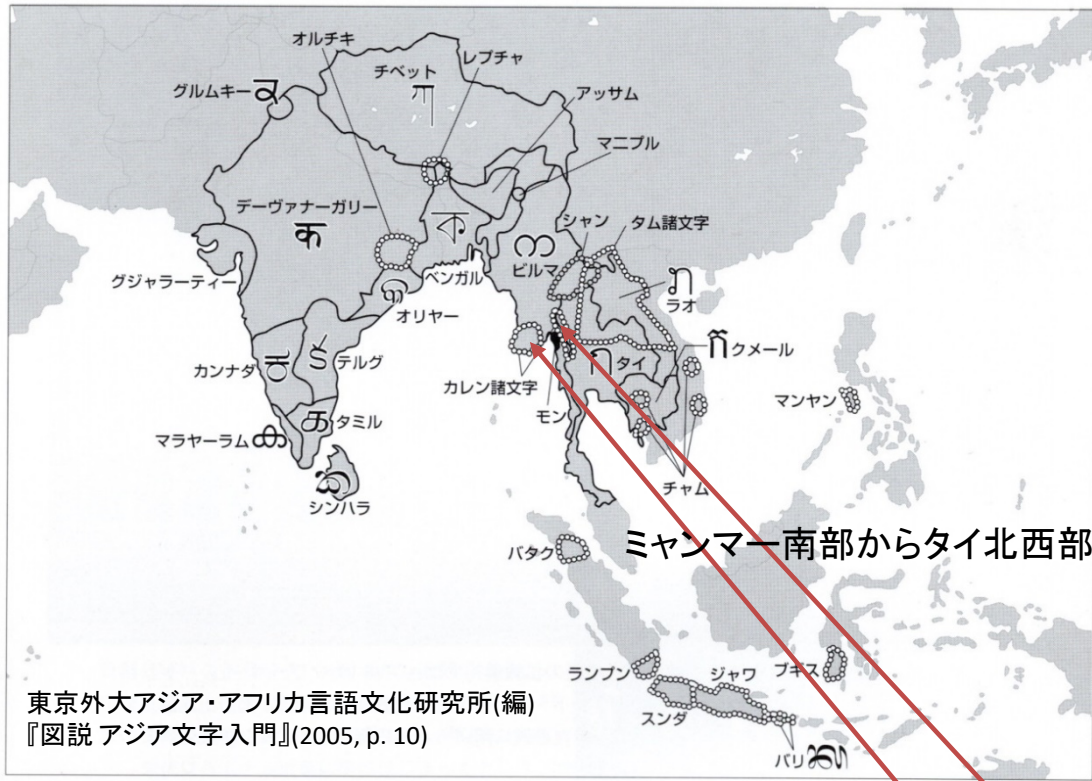 オルチキ
レプチャ
チベット
ཀ
グルムキー
ਕ
アッサム
マニプル
デーヴァナーガリー
क
シャン
タム諸文字
က
ビルマ
ক
ベンガル
グジャラーティー
ລ
ラオ
オリヤー
クメール
カンナダ
テルグ
タイ
ก
カレン諸文字
モン
マンヤン
க
タミル
マラヤーラム
ක
シンハラ
チャム
バタク
ミャンマー南部からタイ北西部
ランプン
ジャワ
ブギス
スンダ
東京外大アジア・アフリカ言語文化研究所(編)
『図説 アジア文字入門』(2005, p. 10)
バリ